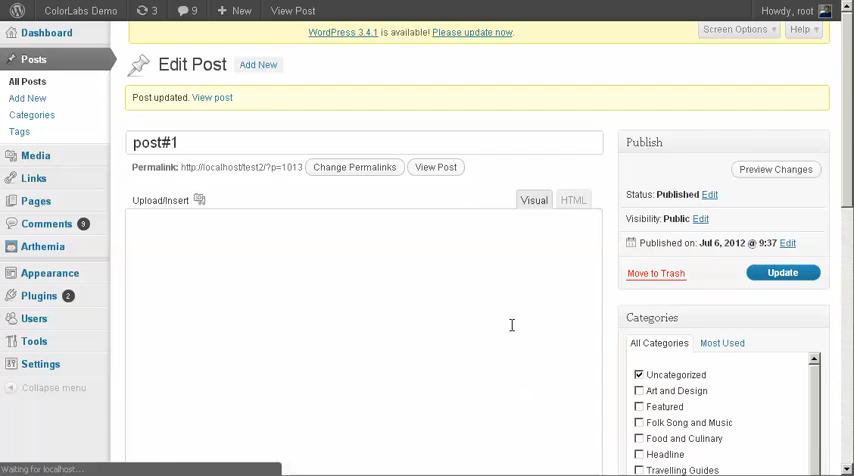 ColorLabs Demo 3 9 + New View Post Howdy, root
WordPress 3.4.1 is available! Please update now. Screen Options Help
Dashboard
Posts
All Posts
Add New
Categories
Tags
Media
Links
Pages
Comments 9
Arthemia
Appearance
Plugins 2
Users
Tools
Settings
Collapse menu
Edit Post Add New
Post updated. View post
post#1
Permalink: http://localhost/test2/?p=1013 Change Permalinks View Post
Upload/Insert Visual HTML
Publish
Preview Changes
Status: Published Edit
Visibility: Public Edit
Published on: Jul 6, 2012 @ 9:37 Edit
Move to Trash Update
Categories
All Categories Most Used
Uncategorized
Art and Design
Featured
Folk Song and Music
Food and Culinary
Headline
Travelling Guides
Waiting for localhost...